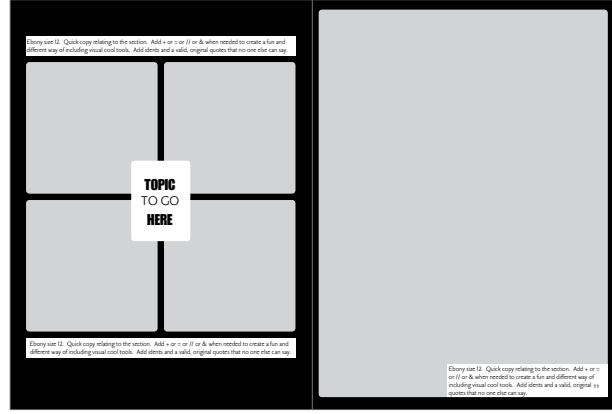 Ebony size 12.  Quick copy relating to the section.  Add + or = or // or & when needed to create a fun and
different way of including visual cool tools.  Add idents and a valid, original quotes that no one else can say.
TOPIC
TO GO
HERE
Ebony size 12.  Quick copy relating to the section.  Add + or = or // or & when needed to create a fun and
different way of including visual cool tools.  Add idents and a valid, original quotes that no one else can say.
Ebony size 12.  Quick copy relating to the section.  Add + or =
or // or & when needed to create a fun and different way of
including visual cool tools.  Add idents and a valid, original
quotes that no one else can say.